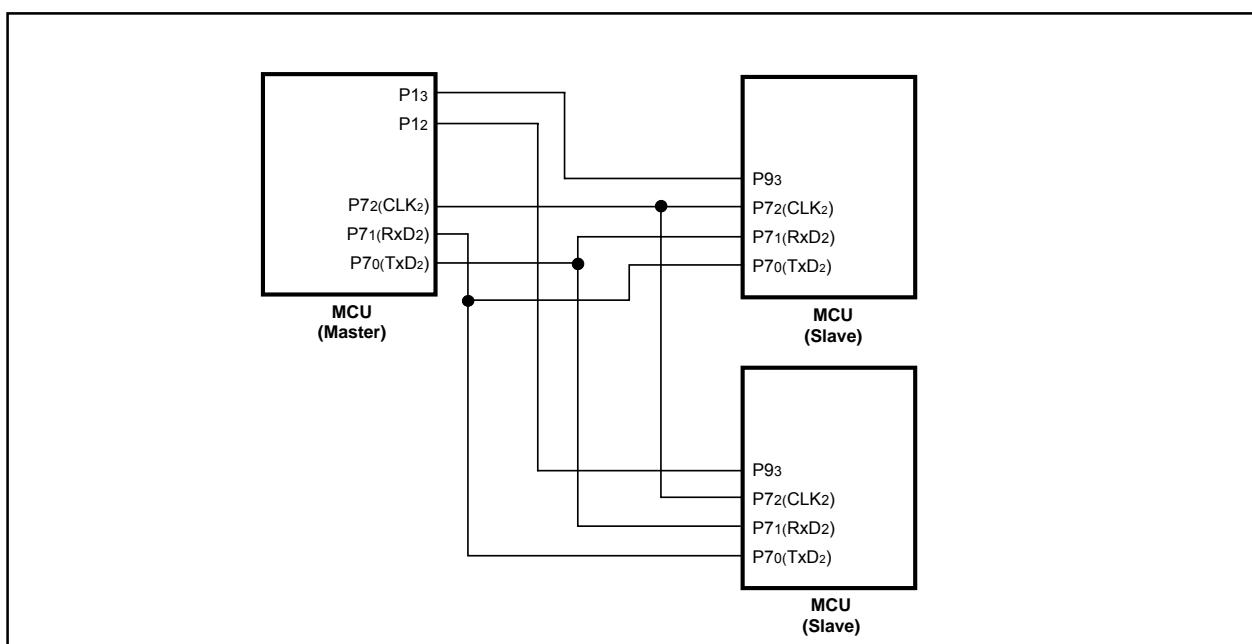 P13
P12
P72(CLK2)
P71(RxD2)
P70(TxD2)
MCU
(Master)
P93
P72(CLK2)
P71(RxD2)
P70(TxD2)
MCU
(Slave)
P93
P72(CLK2)
P71(RxD2)
P70(TxD2)
MCU
(Slave)